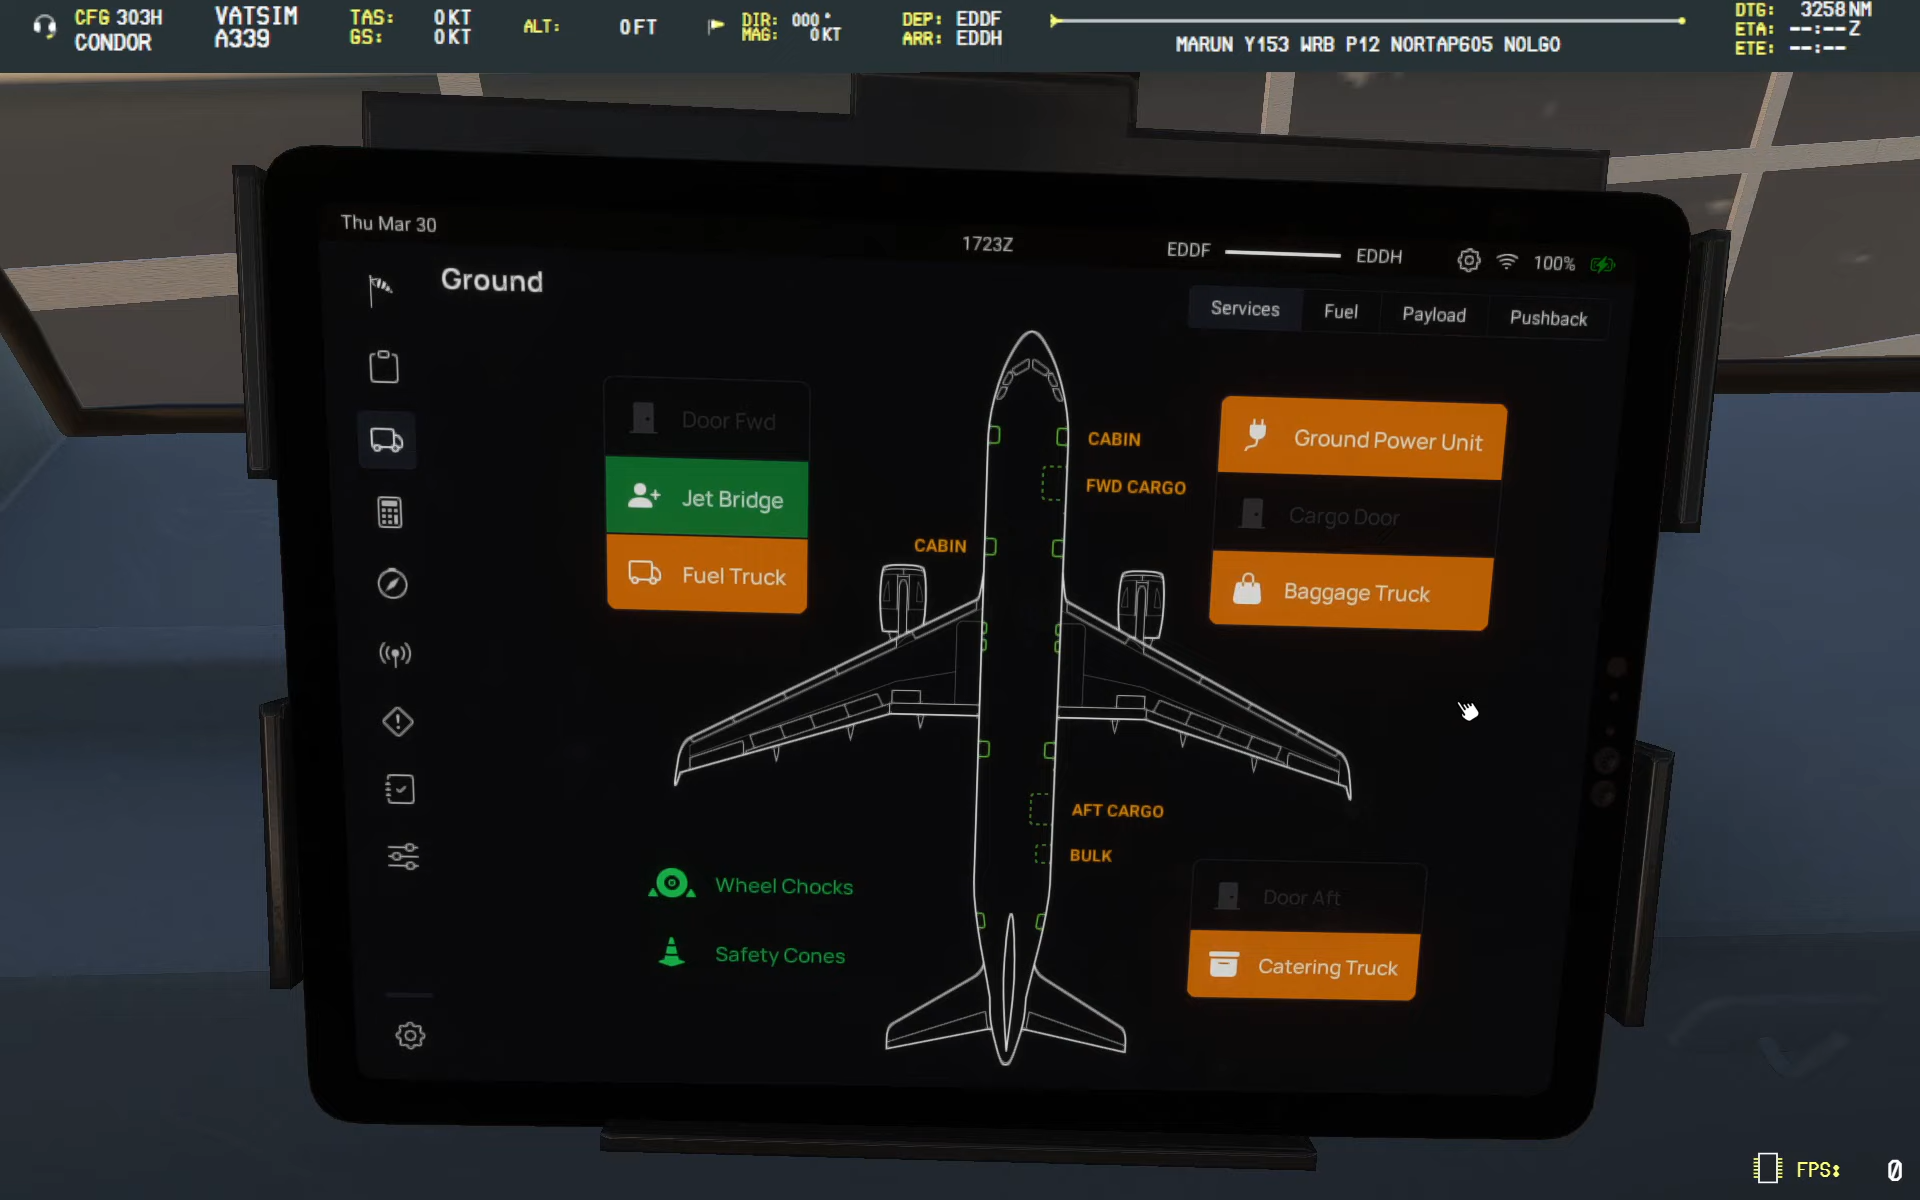 CFG 303H
CONDOR
VATSIM
A339
TAS: 0KT
GS: 0KT
ALT: 0FT
DIR: 000°
MAG: 0KT
DEP: EDDF
ARR: EDDH
MARUN Y153 WRB P12 NORTAP605 NOLGO
DTG: 3258NM
ETA: --:--Z
ETE: --:--
Thu Mar 30
1723Z
EDDF
EDDH
100%
Ground
Services
Fuel
Payload
Pushback
Door Fwd
Jet Bridge
Fuel Truck
CABIN
FWD CARGO
CABIN
Ground Power Unit
Cargo Door
Baggage Truck
AFT CARGO
BULK
Wheel Chocks
Safety Cones
Door Aft
Catering Truck
FPS: 0